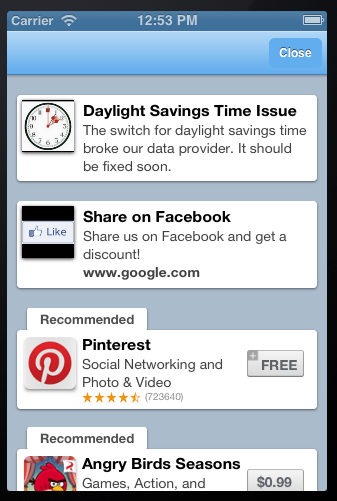 Carrier 12:53 PM
Close
Daylight Savings Time Issue
The switch for daylight savings time
broke our data provider. It should
be fixed soon.
Like
Share on Facebook
Share us on Facebook and get a
discount!
www.google.com
Recommended
Pinterest
Social Networking and
Photo & Video
(723640)
+ FREE
Recommended
Angry Birds Seasons
Games, Action, and
$0.99